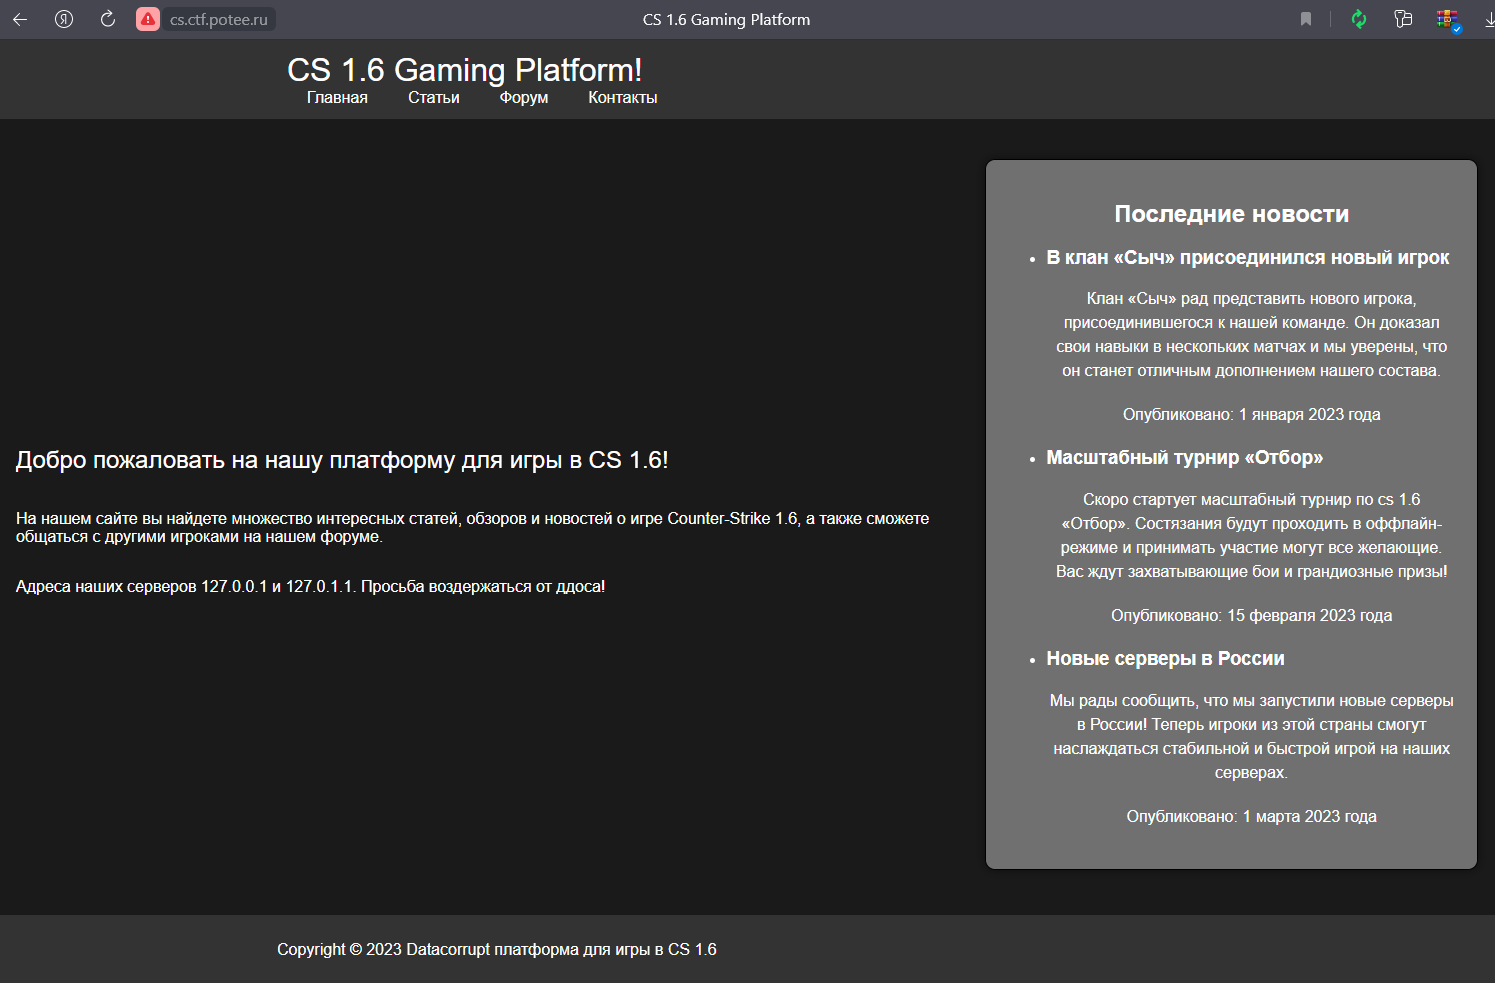 cs.ctf.potee.ru
CS 1.6 Gaming Platform
CS 1.6 Gaming Platform!
Главная Статьи Форум Контакты
Добро пожаловать на нашу платформу для игры в CS 1.6!
На нашем сайте вы найдете множество интересных статей, обзоров и новостей о игре Counter-Strike 1.6, а также сможете
общаться с другими игроками на нашем форуме.
Адреса наших серверов 127.0.0.1 и 127.0.1.1. Просьба воздержаться от ддоса!
Последние новости
• В клан «Сыч» присоединился новый игрок
Клан «Сыч» рад представить нового игрока,
присоединившегося к нашей команде. Он доказал
свои навыки в нескольких матчах и мы уверены, что
он станет отличным дополнением нашего состава.
Опубликовано: 1 января 2023 года
• Масштабный турнир «Отбор»
Скоро стартует масштабный турнир по cs 1.6
«Отбор». Состязания будут проходить в оффлайн-
режиме и принимать участие могут все желающие.
Вас ждут захватывающие бои и грандиозные призы!
Опубликовано: 15 февраля 2023 года
• Новые серверы в России
Мы рады сообщить, что мы запустили новые серверы
в России! Теперь игроки из этой страны смогут
наслаждаться стабильной и быстрой игрой на наших
серверах.
Опубликовано: 1 марта 2023 года
Copyright © 2023 Datacorrupt платформа для игры в CS 1.6